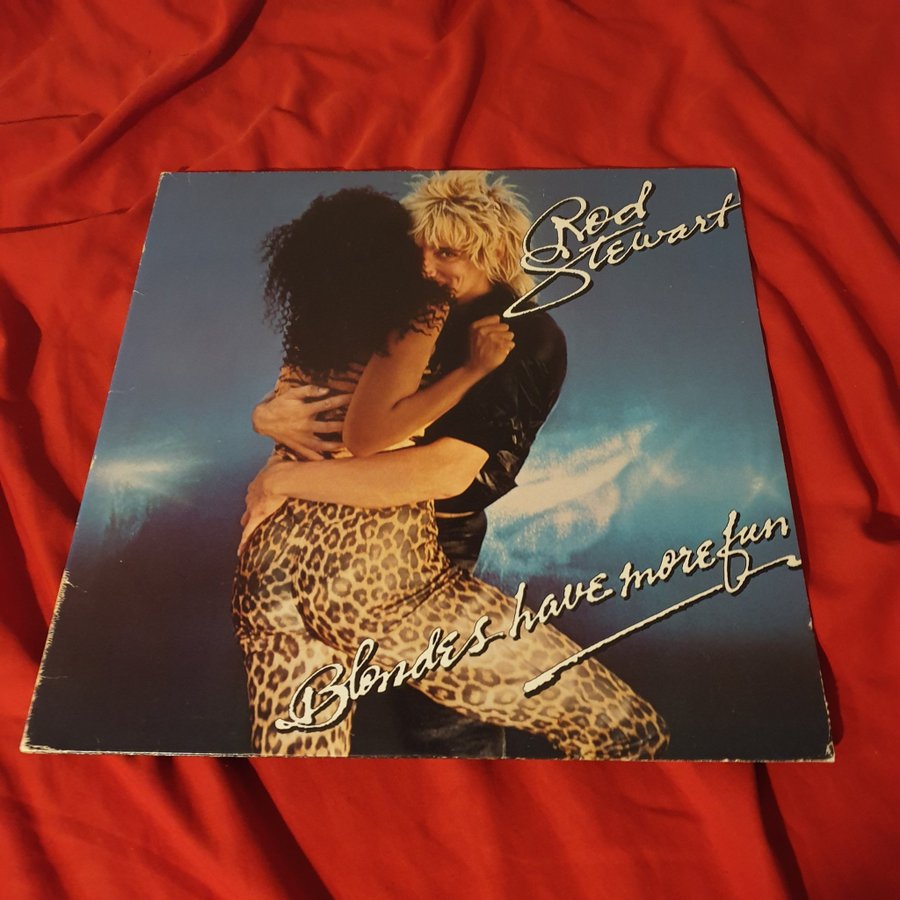 Rod
Stewart
Blondes have more fun